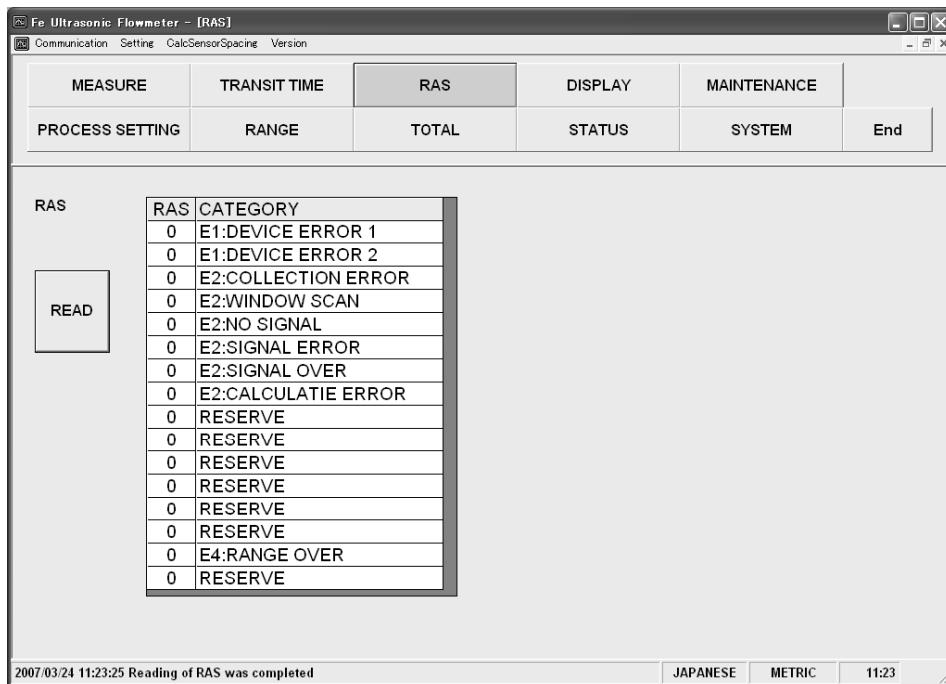 Fe Ultrasonic Flowmeter - [RAS]
Communication Setting CalcSensorSpacing Version
MEASURE TRANSIT TIME RAS DISPLAY MAINTENANCE
PROCESS SETTING RANGE TOTAL STATUS SYSTEM End
RAS
READ
RAS CATEGORY
0 E1:DEVICE ERROR 1
0 E1:DEVICE ERROR 2
0 E2:COLLECTION ERROR
0 E2:WINDOW SCAN
0 E2:NO SIGNAL
0 E2:SIGNAL ERROR
0 E2:SIGNAL OVER
0 E2:CALCULATIE ERROR
0 RESERVE
0 RESERVE
0 RESERVE
0 RESERVE
0 RESERVE
0 RESERVE
0 E4:RANGE OVER
0 RESERVE
2007/03/24 11:23:25 Reading of RAS was completed JAPANESE METRIC 11:23